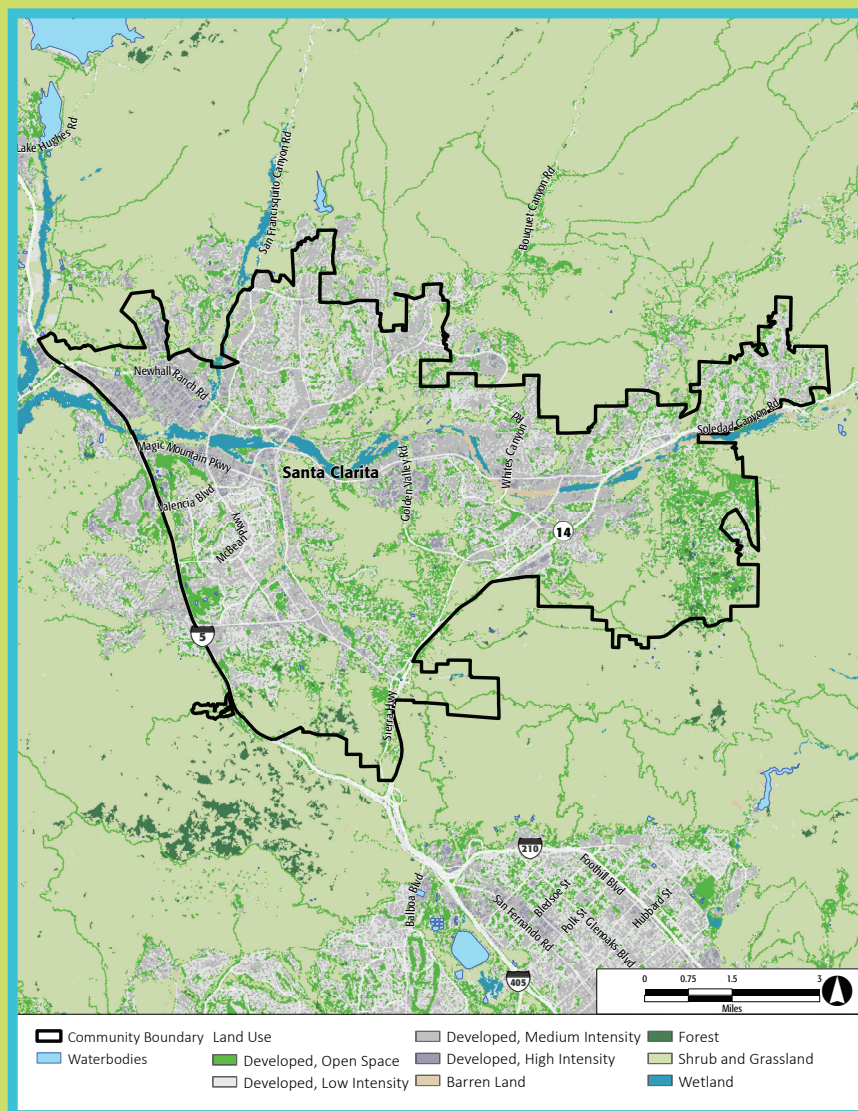 Lake Hughes Rd
San Francisquito Canyon Rd
Bouquet Canyon Rd
Newhall Ranch Rd
Soledad Canyon Rd
Magic Mountain Pkwy
Santa Clarita
Golden Valley Rd
Whites Canyon Rd
Valencia Blvd
McBean Pkwy
14
5
Sierra Hwy
210
Foothill Blvd
Balboa Blvd
Bledsoe St
Hubbard St
San Fernando Rd
Polk St
Glenoaks Blvd
405
0 0.75 1.5 3
Miles
Community Boundary
Waterbodies
Land Use
Developed, Open Space
Developed, Low Intensity
Developed, Medium Intensity
Developed, High Intensity
Barren Land
Forest
Shrub and Grassland
Wetland